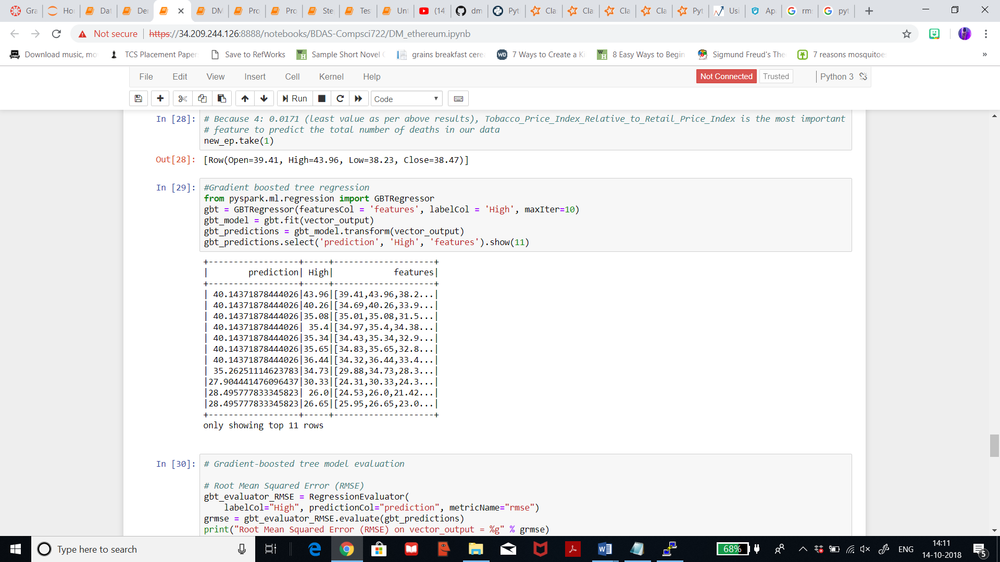 Gra
Ho
Dat
De
DM
Pro
Pro
Ste
Tes
Unt
(14
dm
Pyt
Cla
Cla
Cla
Cla
Pyt
Usi
Ap
rm
pyt
Not secure
https://34.209.244.126:8888/notebooks/BDAS-Compsci722/DM_ethereum.ipynb
Download music, mo
TCS Placement Paper
Save to RefWorks
Sample Short Novel
grains breakfast cere
7 Ways to Create a Ki
8 Easy Ways to Begin
Sigmund Freud's The
7 reasons mosquitoe
»
File Edit View Insert Cell Kernel Help
Not Connected Trusted Python 3
Run Code
In [28]: # Because 4: 0.0171 (least value as per above results), Tobacco_Price_Index_Relative_to_Retail_Price_Index is the most important
# feature to predict the total number of deaths in our data
new_ep.take(1)
Out[28]: [Row(Open=39.41, High=43.96, Low=38.23, Close=38.47)]
In [29]: #Gradient boosted tree regression
from pyspark.ml.regression import GBTRegressor
gbt = GBTRegressor(featuresCol = 'features', labelCol = 'High', maxIter=10)
gbt_model = gbt.fit(vector_output)
gbt_predictions = gbt_model.transform(vector_output)
gbt_predictions.select('prediction', 'High', 'features').show(11)
+------------------+-----+--------------------+
|        prediction| High|            features|
+------------------+-----+--------------------+
| 40.14371878444026|43.96|[39.41,43.96,38.2...|
| 40.14371878444026|40.26|[34.69,40.26,33.9...|
| 40.14371878444026|35.08|[35.01,35.08,31.5...|
| 40.14371878444026| 35.4|[34.97,35.4,34.38...|
| 40.14371878444026|35.34|[34.43,35.34,32.9...|
| 40.14371878444026|35.65|[34.83,35.65,32.8...|
| 40.14371878444026|36.44|[34.32,36.44,33.4...|
| 35.26251114623783|34.73|[29.88,34.73,28.3...|
|27.904441476096437|30.33|[24.31,30.33,24.3...|
|28.495777833345823| 26.0|[24.53,26.0,21.42...|
|28.495777833345823|26.65|[25.95,26.65,23.0...|
+------------------+-----+--------------------+
only showing top 11 rows
In [30]: # Gradient-boosted tree model evaluation
# Root Mean Squared Error (RMSE)
gbt_evaluator_RMSE = RegressionEvaluator(
labelCol="High", predictionCol="prediction", metricName="rmse")
grmse = gbt_evaluator_RMSE.evaluate(gbt_predictions)
print("Root Mean Squared Error (RMSE) on vector_output = %g" % grmse)
Type here to search
68%
ENG
14:11
14-10-2018
5